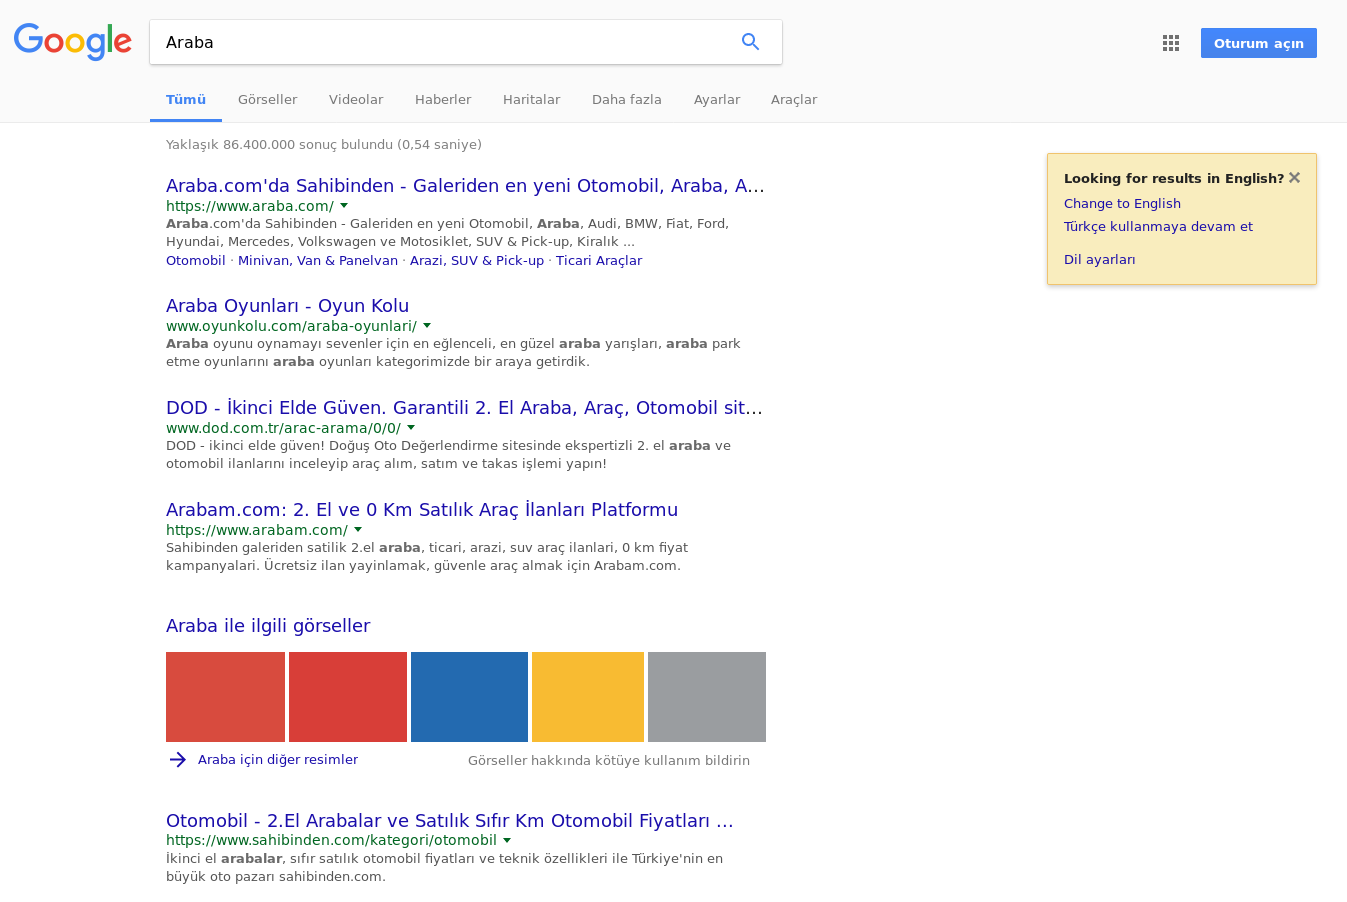 Google
Araba
Oturum açın
Tümü Görseller Videolar Haberler Haritalar Daha fazla Ayarlar Araçlar
Yaklaşık 86.400.000 sonuç bulundu (0,54 saniye)
Araba.com'da Sahibinden - Galeriden en yeni Otomobil, Araba, A...
https://www.araba.com/
Araba.com'da Sahibinden - Galeriden en yeni Otomobil, Araba, Audi, BMW, Fiat, Ford,
Hyundai, Mercedes, Volkswagen ve Motosiklet, SUV & Pick-up, Kiralık ...
Otomobil · Minivan, Van & Panelvan · Arazi, SUV & Pick-up · Ticari Araçlar
Araba Oyunları - Oyun Kolu
www.oyunkolu.com/araba-oyunlari/
Araba oyunu oynamayı sevenler için en eğlenceli, en güzel araba yarışları, araba park
etme oyunlarını araba oyunları kategorimizde bir araya getirdik.
DOD - İkinci Elde Güven. Garantili 2. El Araba, Araç, Otomobil sit...
www.dod.com.tr/arac-arama/0/0/
DOD - ikinci elde güven! Doğuş Oto Değerlendirme sitesinde ekspertizli 2. el araba ve
otomobil ilanlarını inceleyip araç alım, satım ve takas işlemi yapın!
Arabam.com: 2. El ve 0 Km Satılık Araç İlanları Platformu
https://www.arabam.com/
Sahibinden galeriden satilik 2.el araba, ticari, arazi, suv araç ilanlari, 0 km fiyat
kampanyalari. Ücretsiz ilan yayinlamak, güvenle araç almak için Arabam.com.
Araba ile ilgili görseller
Araba için diğer resimler
Görseller hakkında kötüye kullanım bildirin
Otomobil - 2.El Arabalar ve Satılık Sıfır Km Otomobil Fiyatları ...
https://www.sahibinden.com/kategori/otomobil
İkinci el arabalar, sıfır satılık otomobil fiyatları ve teknik özellikleri ile Türkiye'nin en
büyük oto pazarı sahibinden.com.
Looking for results in English?
Change to English
Türkçe kullanmaya devam et
Dil ayarları